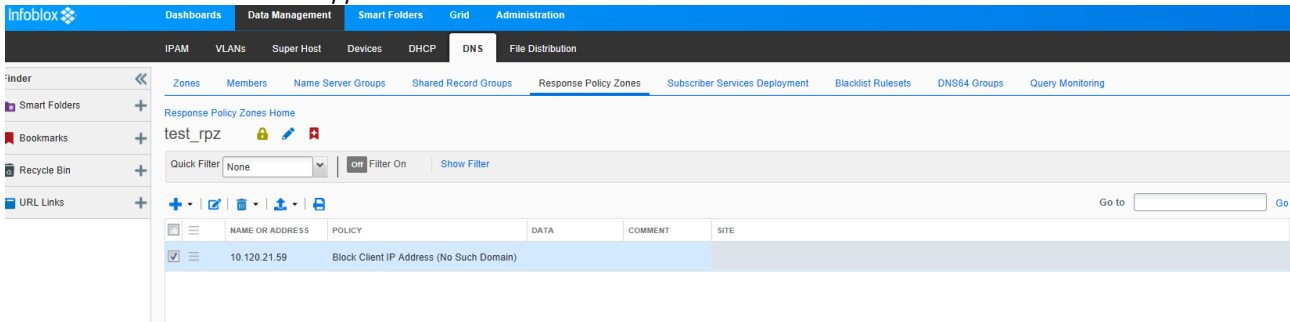 Infoblox
Dashboards Data Management Smart Folders Grid Administration
IPAM VLANs Super Host Devices DHCP DNS File Distribution
Finder
Zones Members Name Server Groups Shared Record Groups Response Policy Zones Subscriber Services Deployment Blacklist Rulesets DNS64 Groups Query Monitoring
Smart Folders
Response Policy Zones Home
Bookmarks
test_rpz
Recycle Bin
Quick Filter None Off Filter On Show Filter
URL Links
Go to Go
NAME OR ADDRESS POLICY DATA COMMENT SITE
10.120.21.59 Block Client IP Address (No Such Domain)